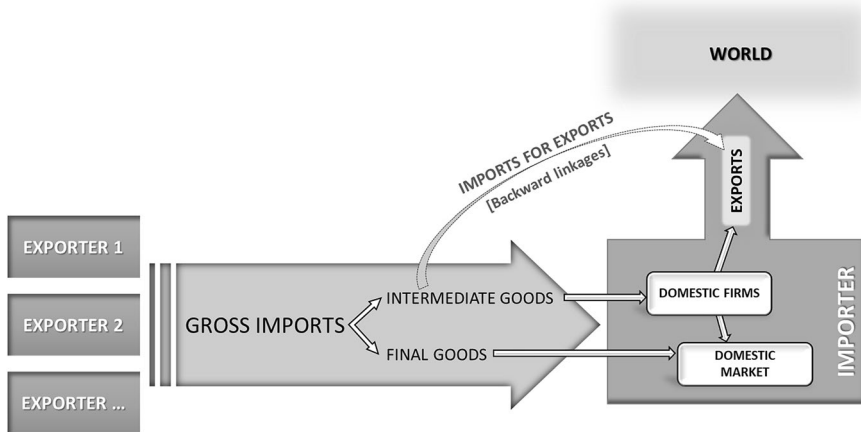 WORLD
IMPORTS FOR EXPORTS
[Backward linkages]
EXPORTS
EXPORTER 1
EXPORTER 2
EXPORTER ...
GROSS IMPORTS
INTERMEDIATE GOODS
FINAL GOODS
DOMESTIC FIRMS
DOMESTIC
MARKET
IMPORTER